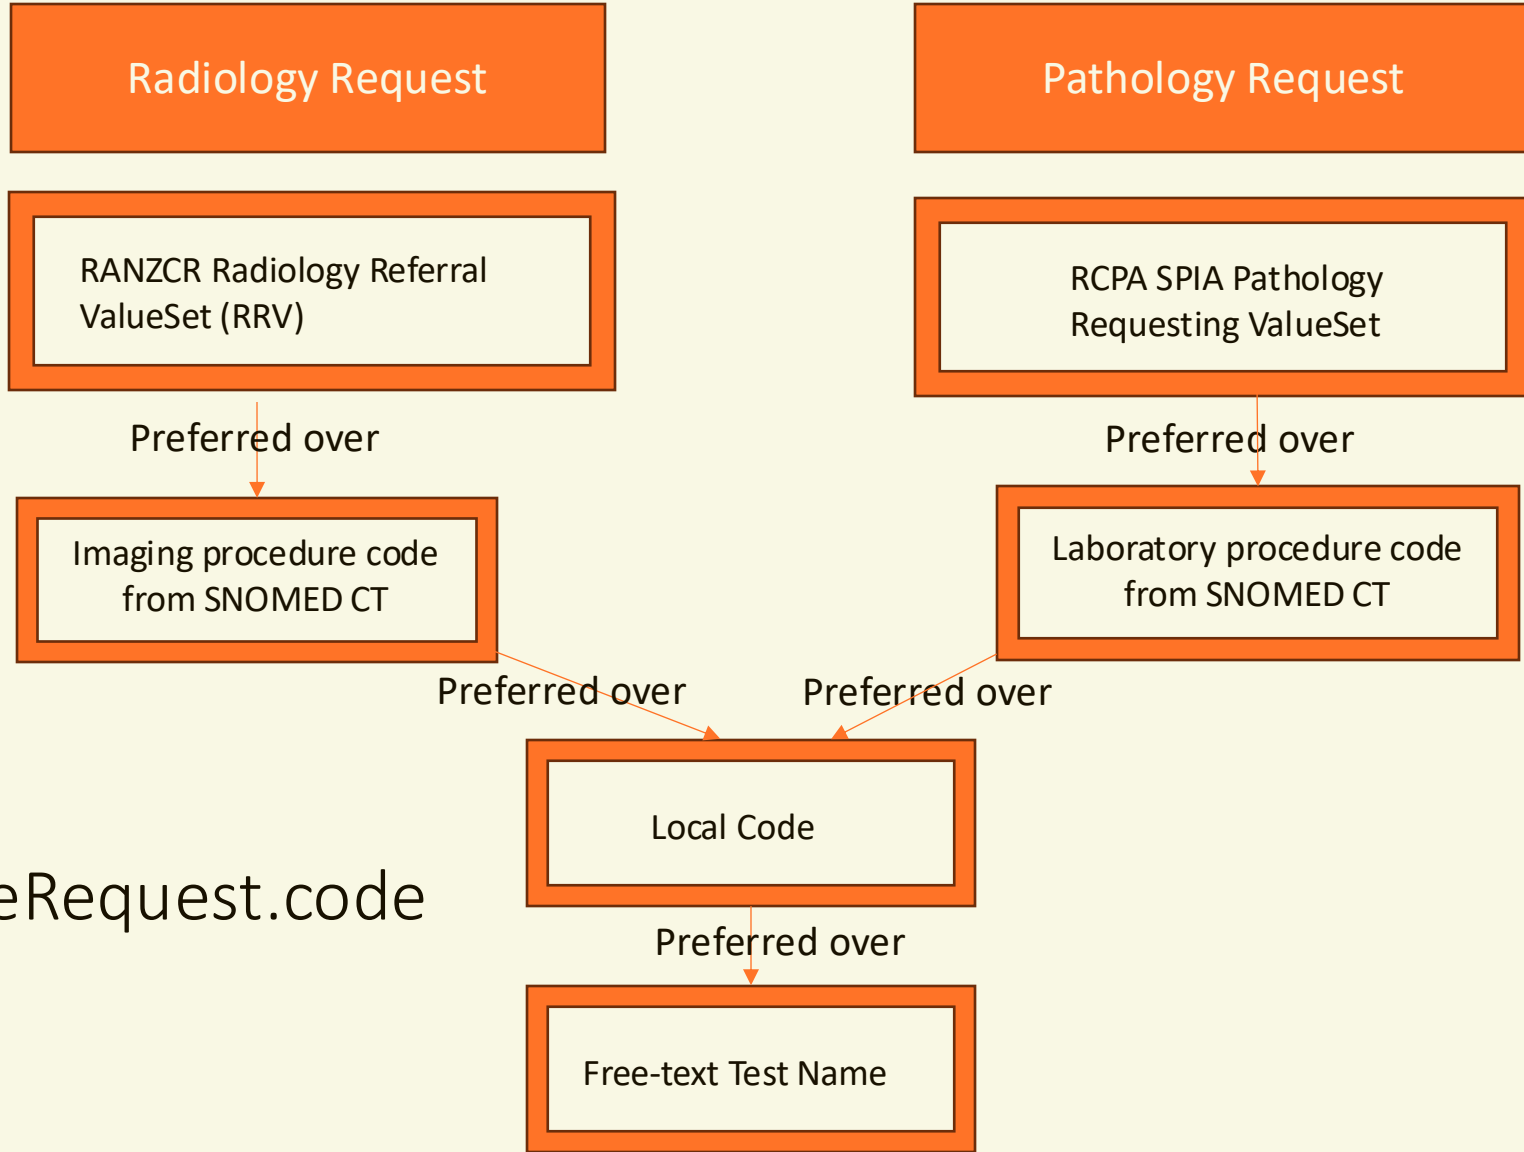 Radiology Request
Pathology Request
RANZCR Radiology Referral
ValueSet (RRV)
RCPA SPIA Pathology
Requesting ValueSet
Preferred over
Preferred over
Imaging procedure code
from SNOMED CT
Laboratory procedure code
from SNOMED CT
Preferred over
Preferred over
Local Code
eRequest.code
Preferred over
Free-text Test Name